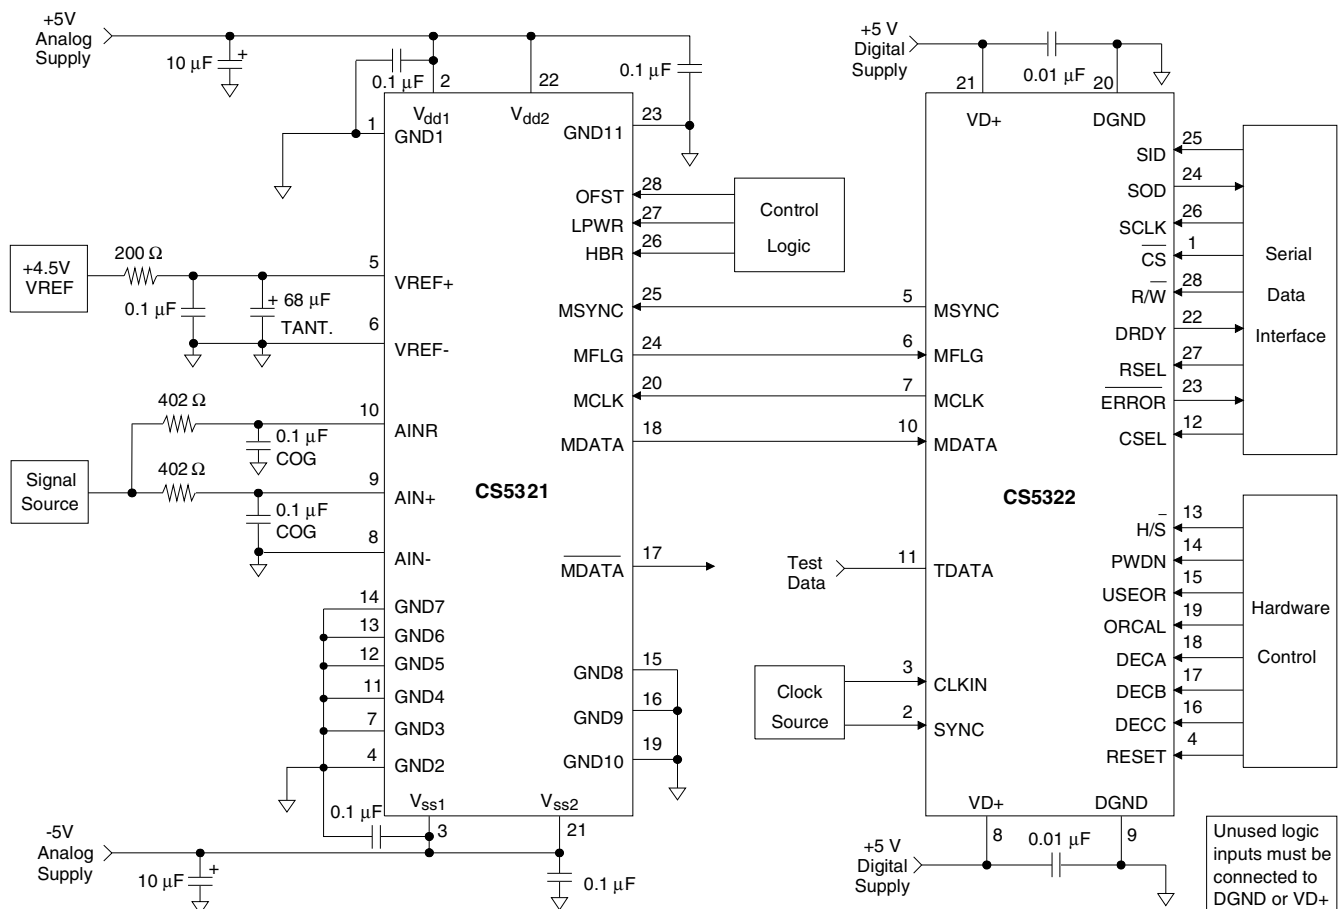 +5V
Analog
Supply
10 µF
+
0.1 µF
2
22
0.1 µF
1
Vdd1
GND1
Vdd2
23
GND11
28
OFST
27
LPWR
26
HBR
Control
Logic
+4.5V
VREF
200 Ω
0.1 µF
+ 68 µF
TANT.
5
VREF+
6
VREF-
25
MSYNC
24
MFLG
20
MCLK
18
MDATA
402 Ω
10
AINR
0.1 µF
COG
Signal
Source
402 Ω
9
AIN+
0.1 µF
COG
8
AIN-
CS5321
17
MDATA
14
GND7
13
GND6
12
GND5
11
GND4
7
GND3
4
GND2
15
GND8
16
GND9
19
GND10
Vss1
Vss2
0.1 µF
3
21
-5V
Analog
Supply
10 µF
+
0.1 µF
+5 V
Digital
Supply
0.01 µF
21
20
VD+
DGND
25
SID
24
SOD
26
SCLK
1
CS
28
R/W
22
DRDY
27
RSEL
23
ERROR
12
CSEL
Serial
Data
Interface
5
MSYNC
6
MFLG
7
MCLK
10
MDATA
CS5322
Test
Data
11
TDATA
Clock
Source
3
CLKIN
2
SYNC
13
H/S
14
PWDN
15
USEOR
19
ORCAL
18
DECA
17
DECB
16
DECC
4
RESET
Hardware
Control
VD+
DGND
8
9
+5 V
Digital
Supply
0.01 µF
Unused logic
inputs must be
connected to
DGND or VD+